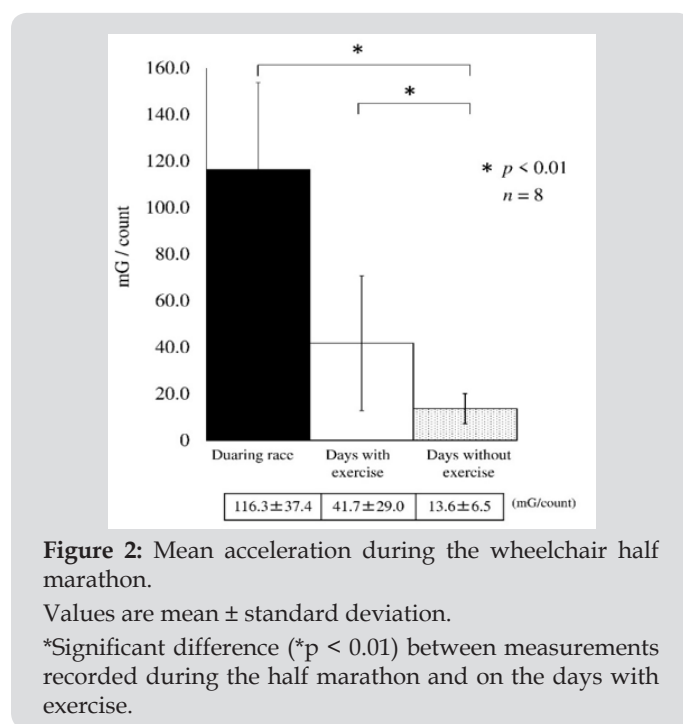 *
160.0
140.0
*
120.0
* p < 0.01
n = 8
100.0
mG / count
80.0
60.0
40.0
20.0
0
Duaring race Days with exercise Days without exercise
116.3±37.4 41.7±29.0 13.6±6.5 (mG/count)
Figure 2: Mean acceleration during the wheelchair half
marathon.
Values are mean ± standard deviation.
*Significant difference (*p < 0.01) between measurements
recorded during the half marathon and on the days with
exercise.